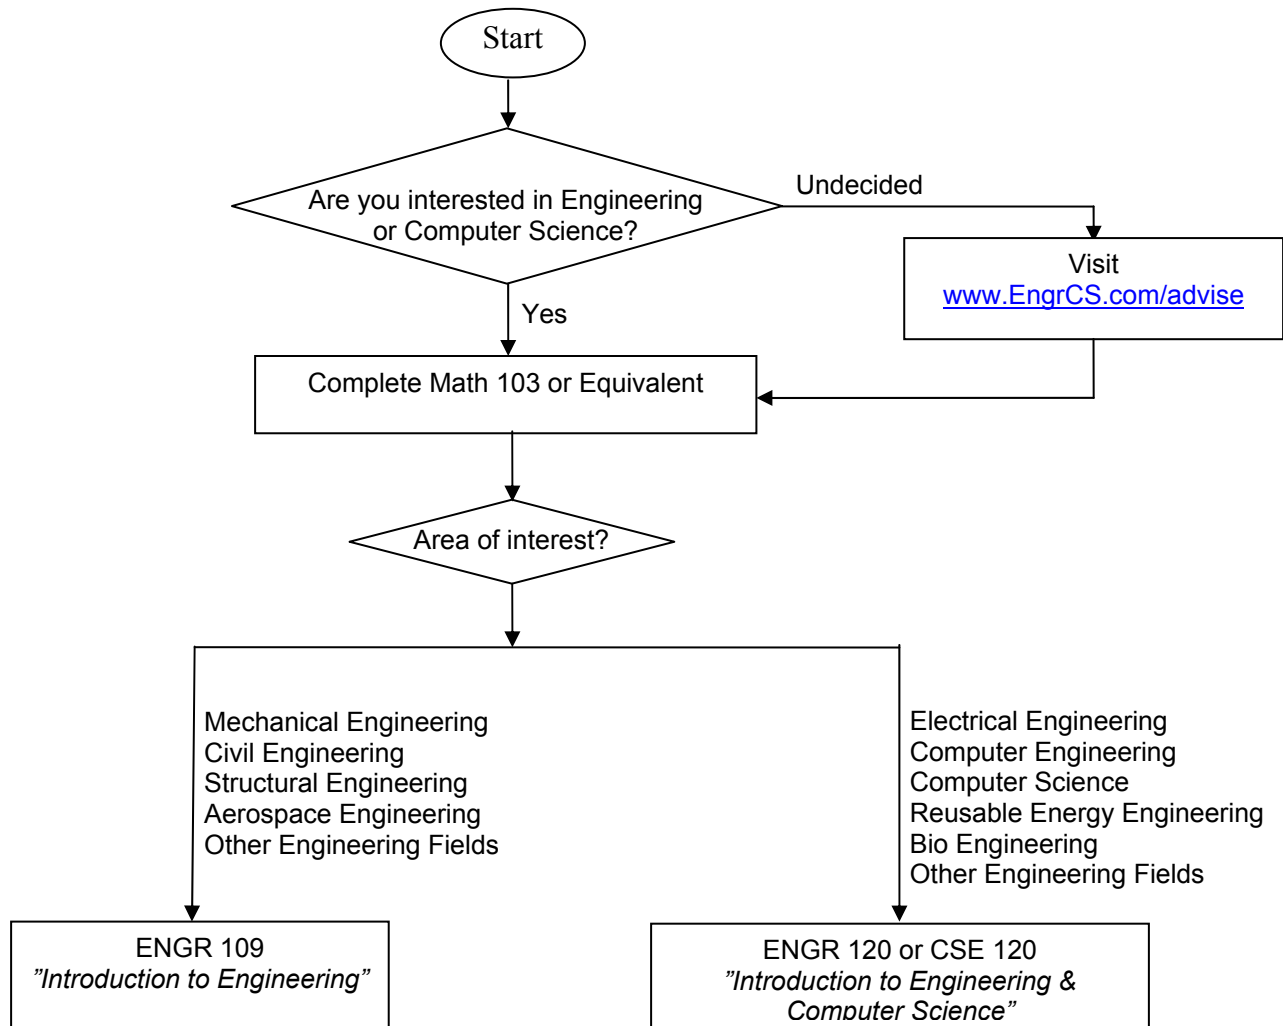 Start
Are you interested in Engineering
or Computer Science?
Undecided
Visit
www.EngrCS.com/advise
Yes
Complete Math 103 or Equivalent
Area of interest?
Mechanical Engineering
Civil Engineering
Structural Engineering
Aerospace Engineering
Other Engineering Fields
Electrical Engineering
Computer Engineering
Computer Science
Reusable Energy Engineering
Bio Engineering
Other Engineering Fields
ENGR 109
”Introduction to Engineering”
ENGR 120 or CSE 120
”Introduction to Engineering &
Computer Science”